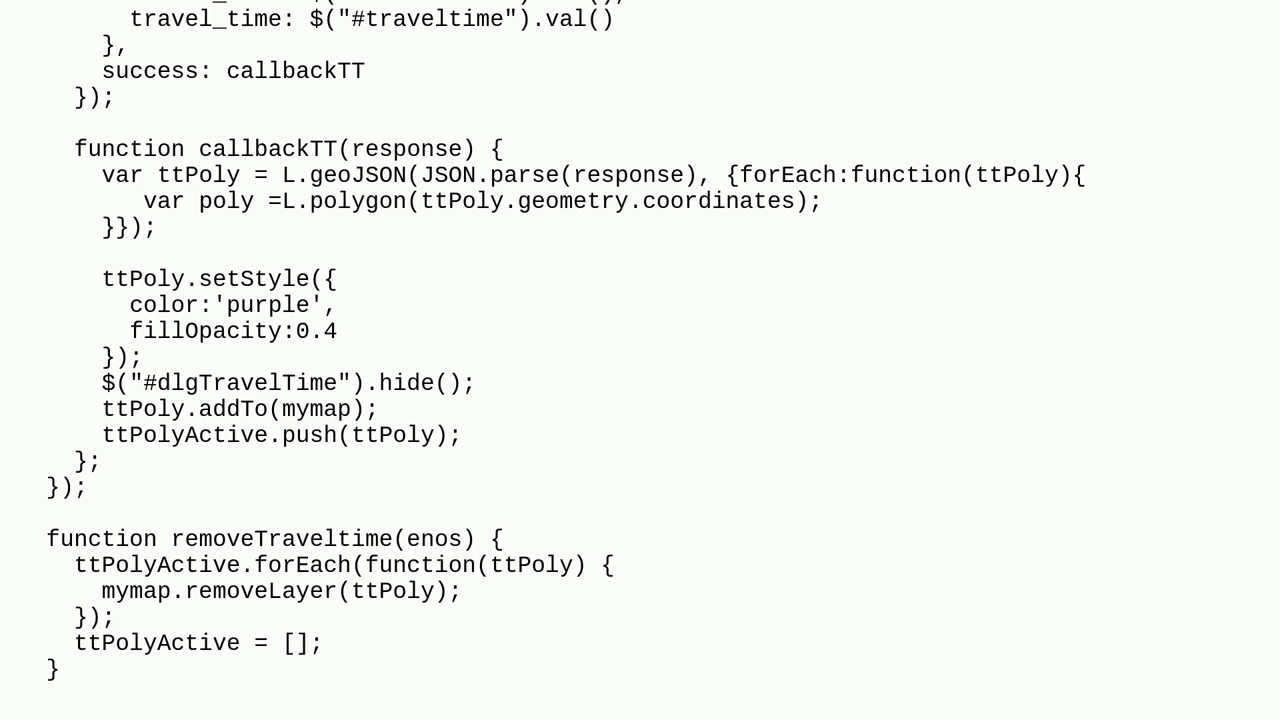 travel_time: $("#traveltime").val()
},
success: callbackTT
});
function callbackTT(response) {
var ttPoly = L.geoJSON(JSON.parse(response), {forEach:function(ttPoly){
var poly =L.polygon(ttPoly.geometry.coordinates);
}});
ttPoly.setStyle({
color:'purple',
fillOpacity:0.4
});
$("#dlgTravelTime").hide();
ttPoly.addTo(mymap);
ttPolyActive.push(ttPoly);
};
});
function removeTraveltime(enos) {
ttPolyActive.forEach(function(ttPoly) {
mymap.removeLayer(ttPoly);
});
ttPolyActive = [];
}